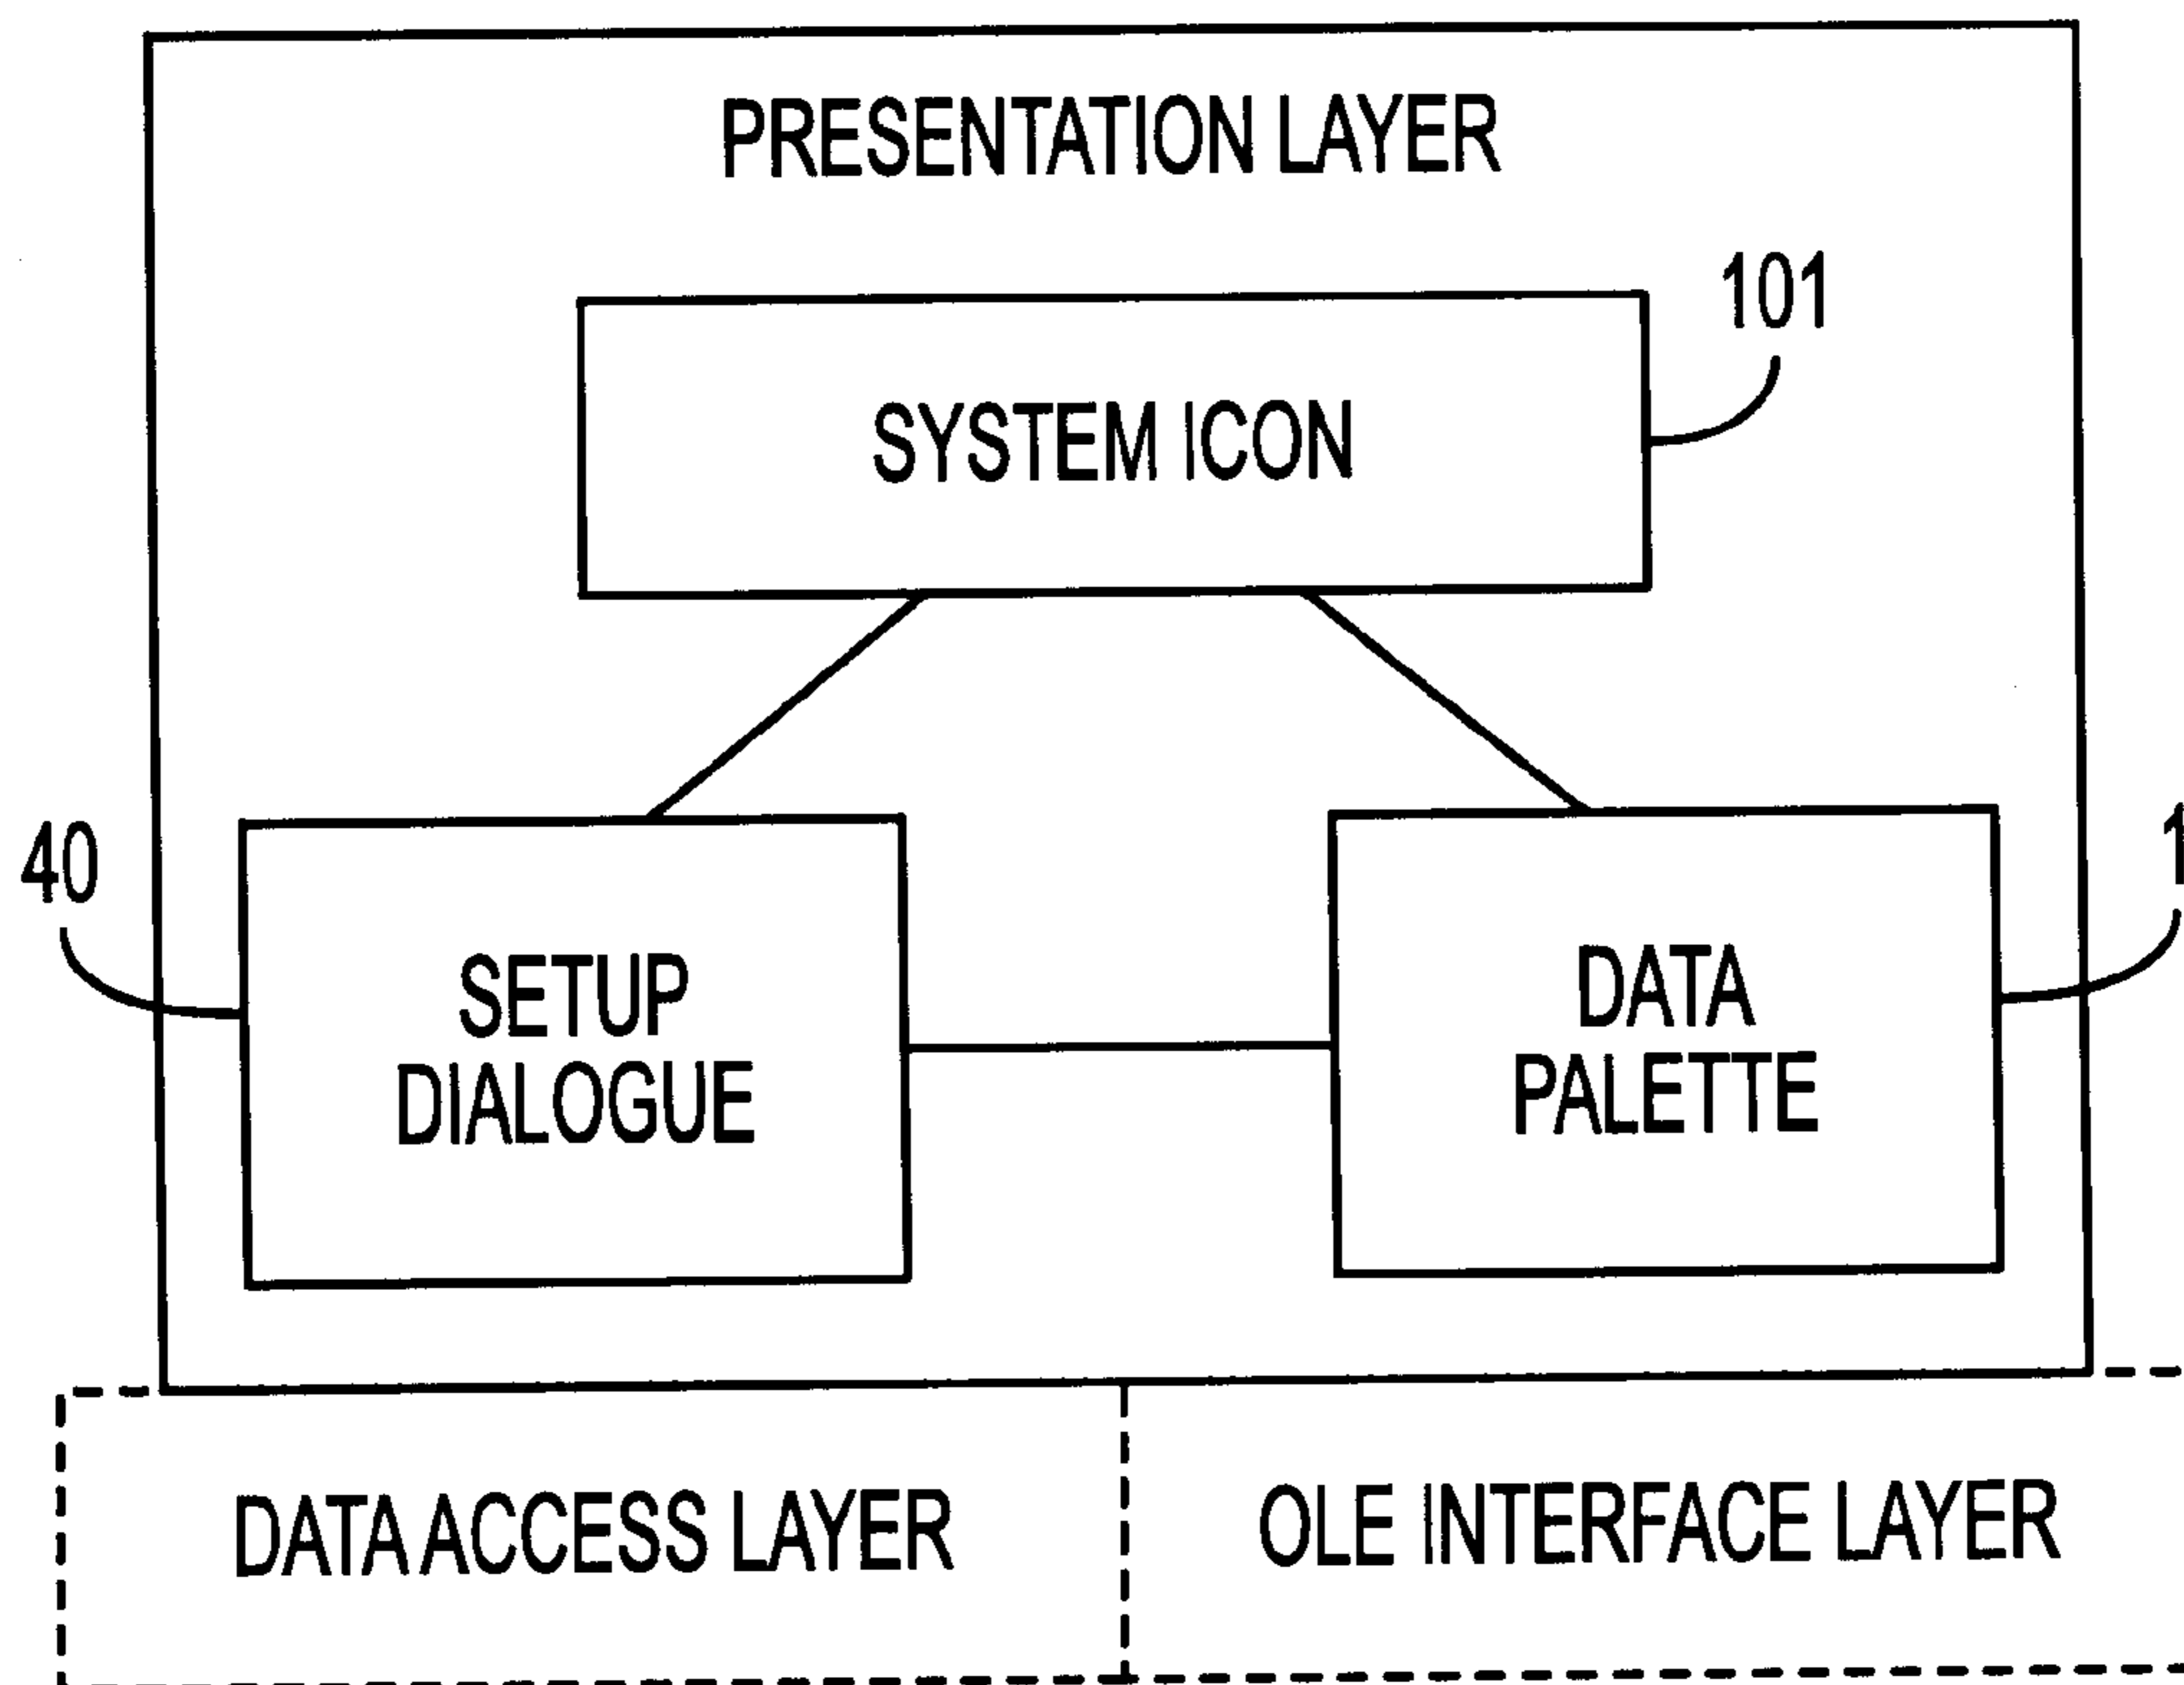 PRESENTATION LAYER
101
SYSTEM ICON
40
SETUP
DIALOGUE
DATA
PALETTE
DATA ACCESS LAYER
OLE INTERFACE LAYER